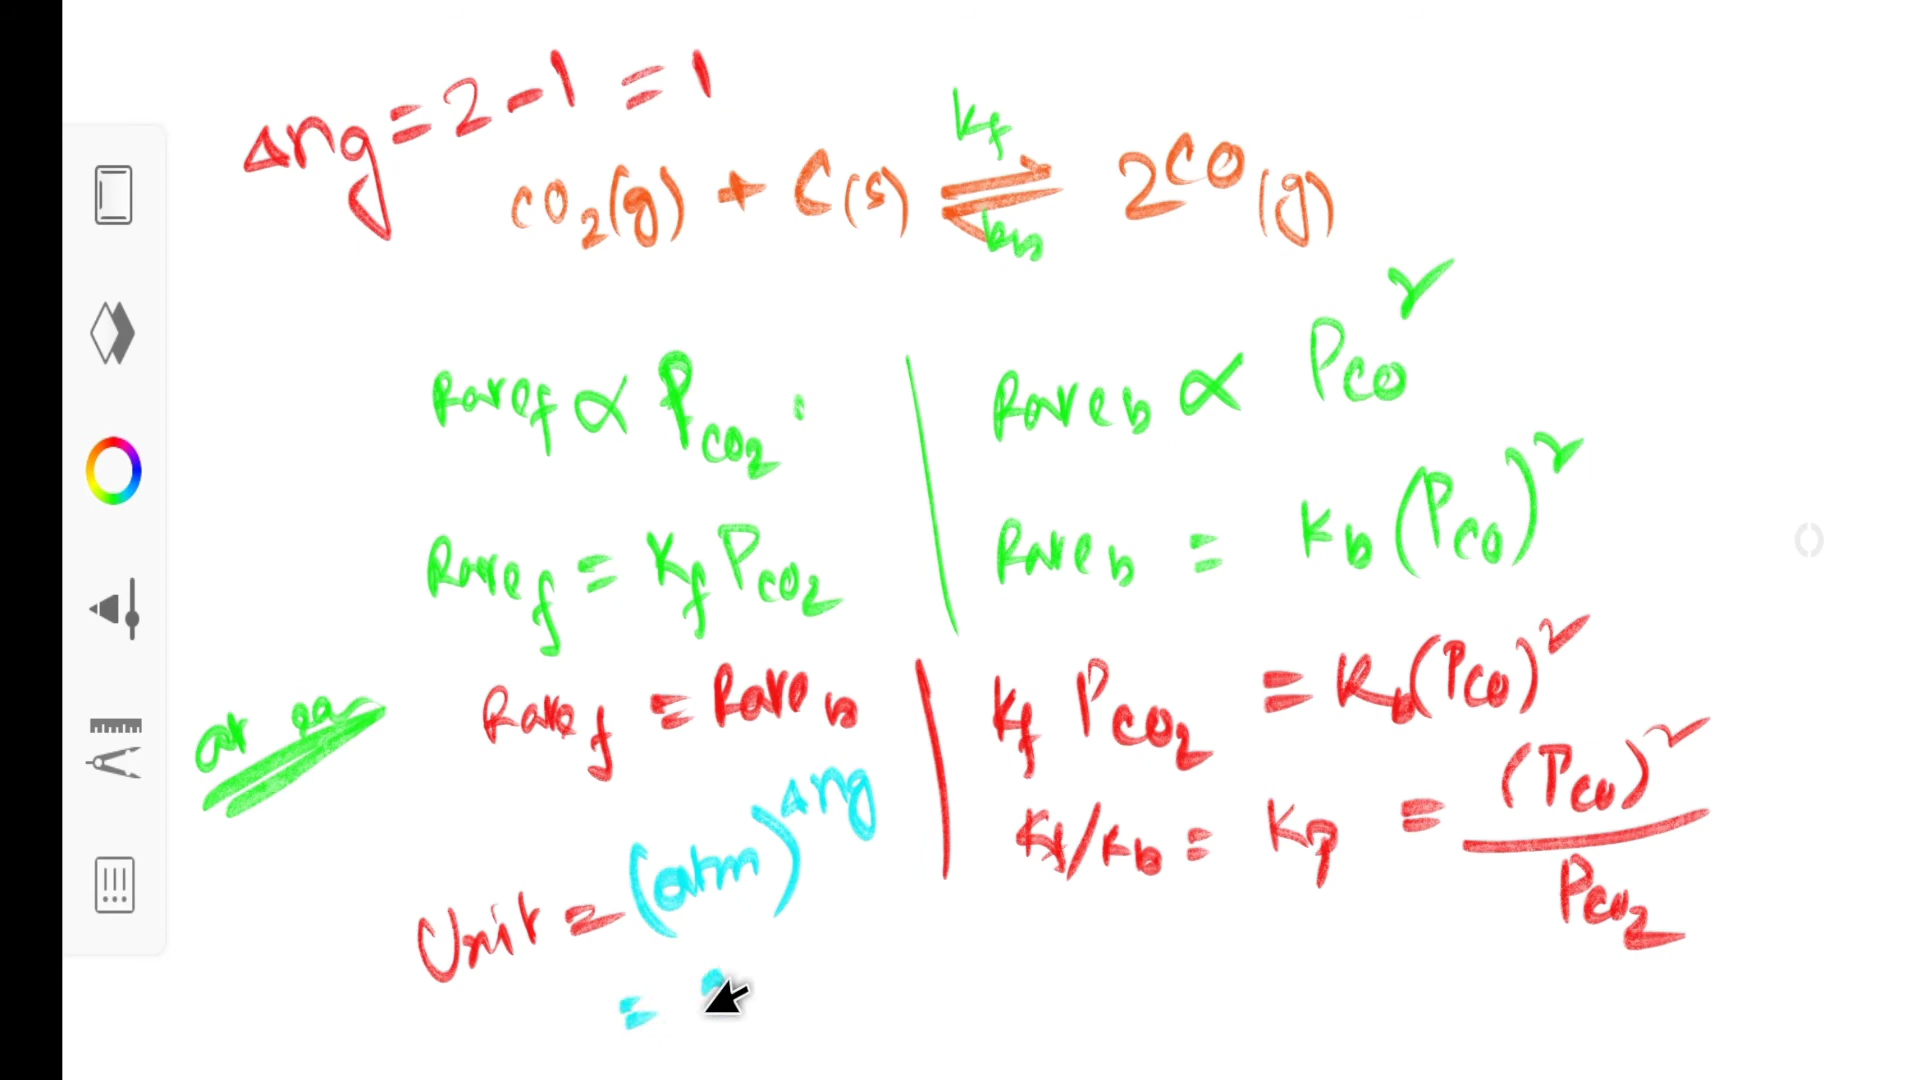 Δng = 2 - 1 = 1
CO2(g) + C(s) ⇌ 2CO(g)
kf
kb
Ratef ∝ PCO2 .
Rateb ∝ PCO²
Ratef = Kf PCO2
Rateb = Kb (PCO)²
at eq
Ratef = Rateb
Kf PCO2 = Kb (PCO)²
Kf/Kb = Kp = (PCO)² / PCO2
Unit = (atm)^Δng
=